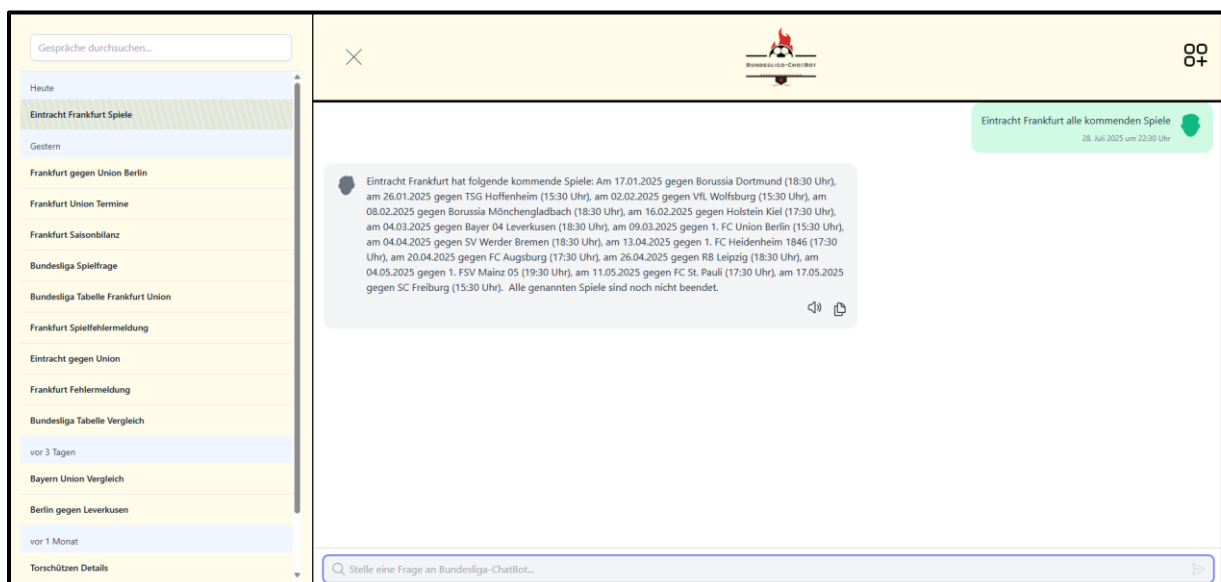 Gespräche durchsuchen...
Heute
Eintracht Frankfurt Spiele
Gestern
Frankfurt gegen Union Berlin
Frankfurt Union Termine
Frankfurt Saisonbilanz
Bundesliga Spielfrage
Bundesliga Tabelle Frankfurt Union
Frankfurt Spielfehlermeldung
Eintracht gegen Union
Frankfurt Fehlermeldung
Bundesliga Tabelle Vergleich
vor 3 Tagen
Bayern Union Vergleich
Berlin gegen Leverkusen
vor 1 Monat
Torschützen Details
Bundesliga-ChatBot
Eintracht Frankfurt alle kommenden Spiele
28. Juli 2025 um 22:30 Uhr
Eintracht Frankfurt hat folgende kommende Spiele: Am 17.01.2025 gegen Borussia Dortmund (18:30 Uhr),
am 26.01.2025 gegen TSG Hoffenheim (15:30 Uhr), am 02.02.2025 gegen VfL Wolfsburg (15:30 Uhr), am
08.02.2025 gegen Borussia Mönchengladbach (18:30 Uhr), am 16.02.2025 gegen Holstein Kiel (17:30 Uhr),
am 04.03.2025 gegen Bayer 04 Leverkusen (18:30 Uhr), am 09.03.2025 gegen 1. FC Union Berlin (15:30 Uhr),
am 04.04.2025 gegen SV Werder Bremen (18:30 Uhr), am 13.04.2025 gegen 1. FC Heidenheim 1846 (17:30
Uhr), am 20.04.2025 gegen FC Augsburg (17:30 Uhr), am 26.04.2025 gegen RB Leipzig (18:30 Uhr), am
04.05.2025 gegen 1. FSV Mainz 05 (19:30 Uhr), am 11.05.2025 gegen FC St. Pauli (17:30 Uhr), am 17.05.2025
gegen SC Freiburg (15:30 Uhr). Alle genannten Spiele sind noch nicht beendet.
Stelle eine Frage an Bundesliga-ChatBot...